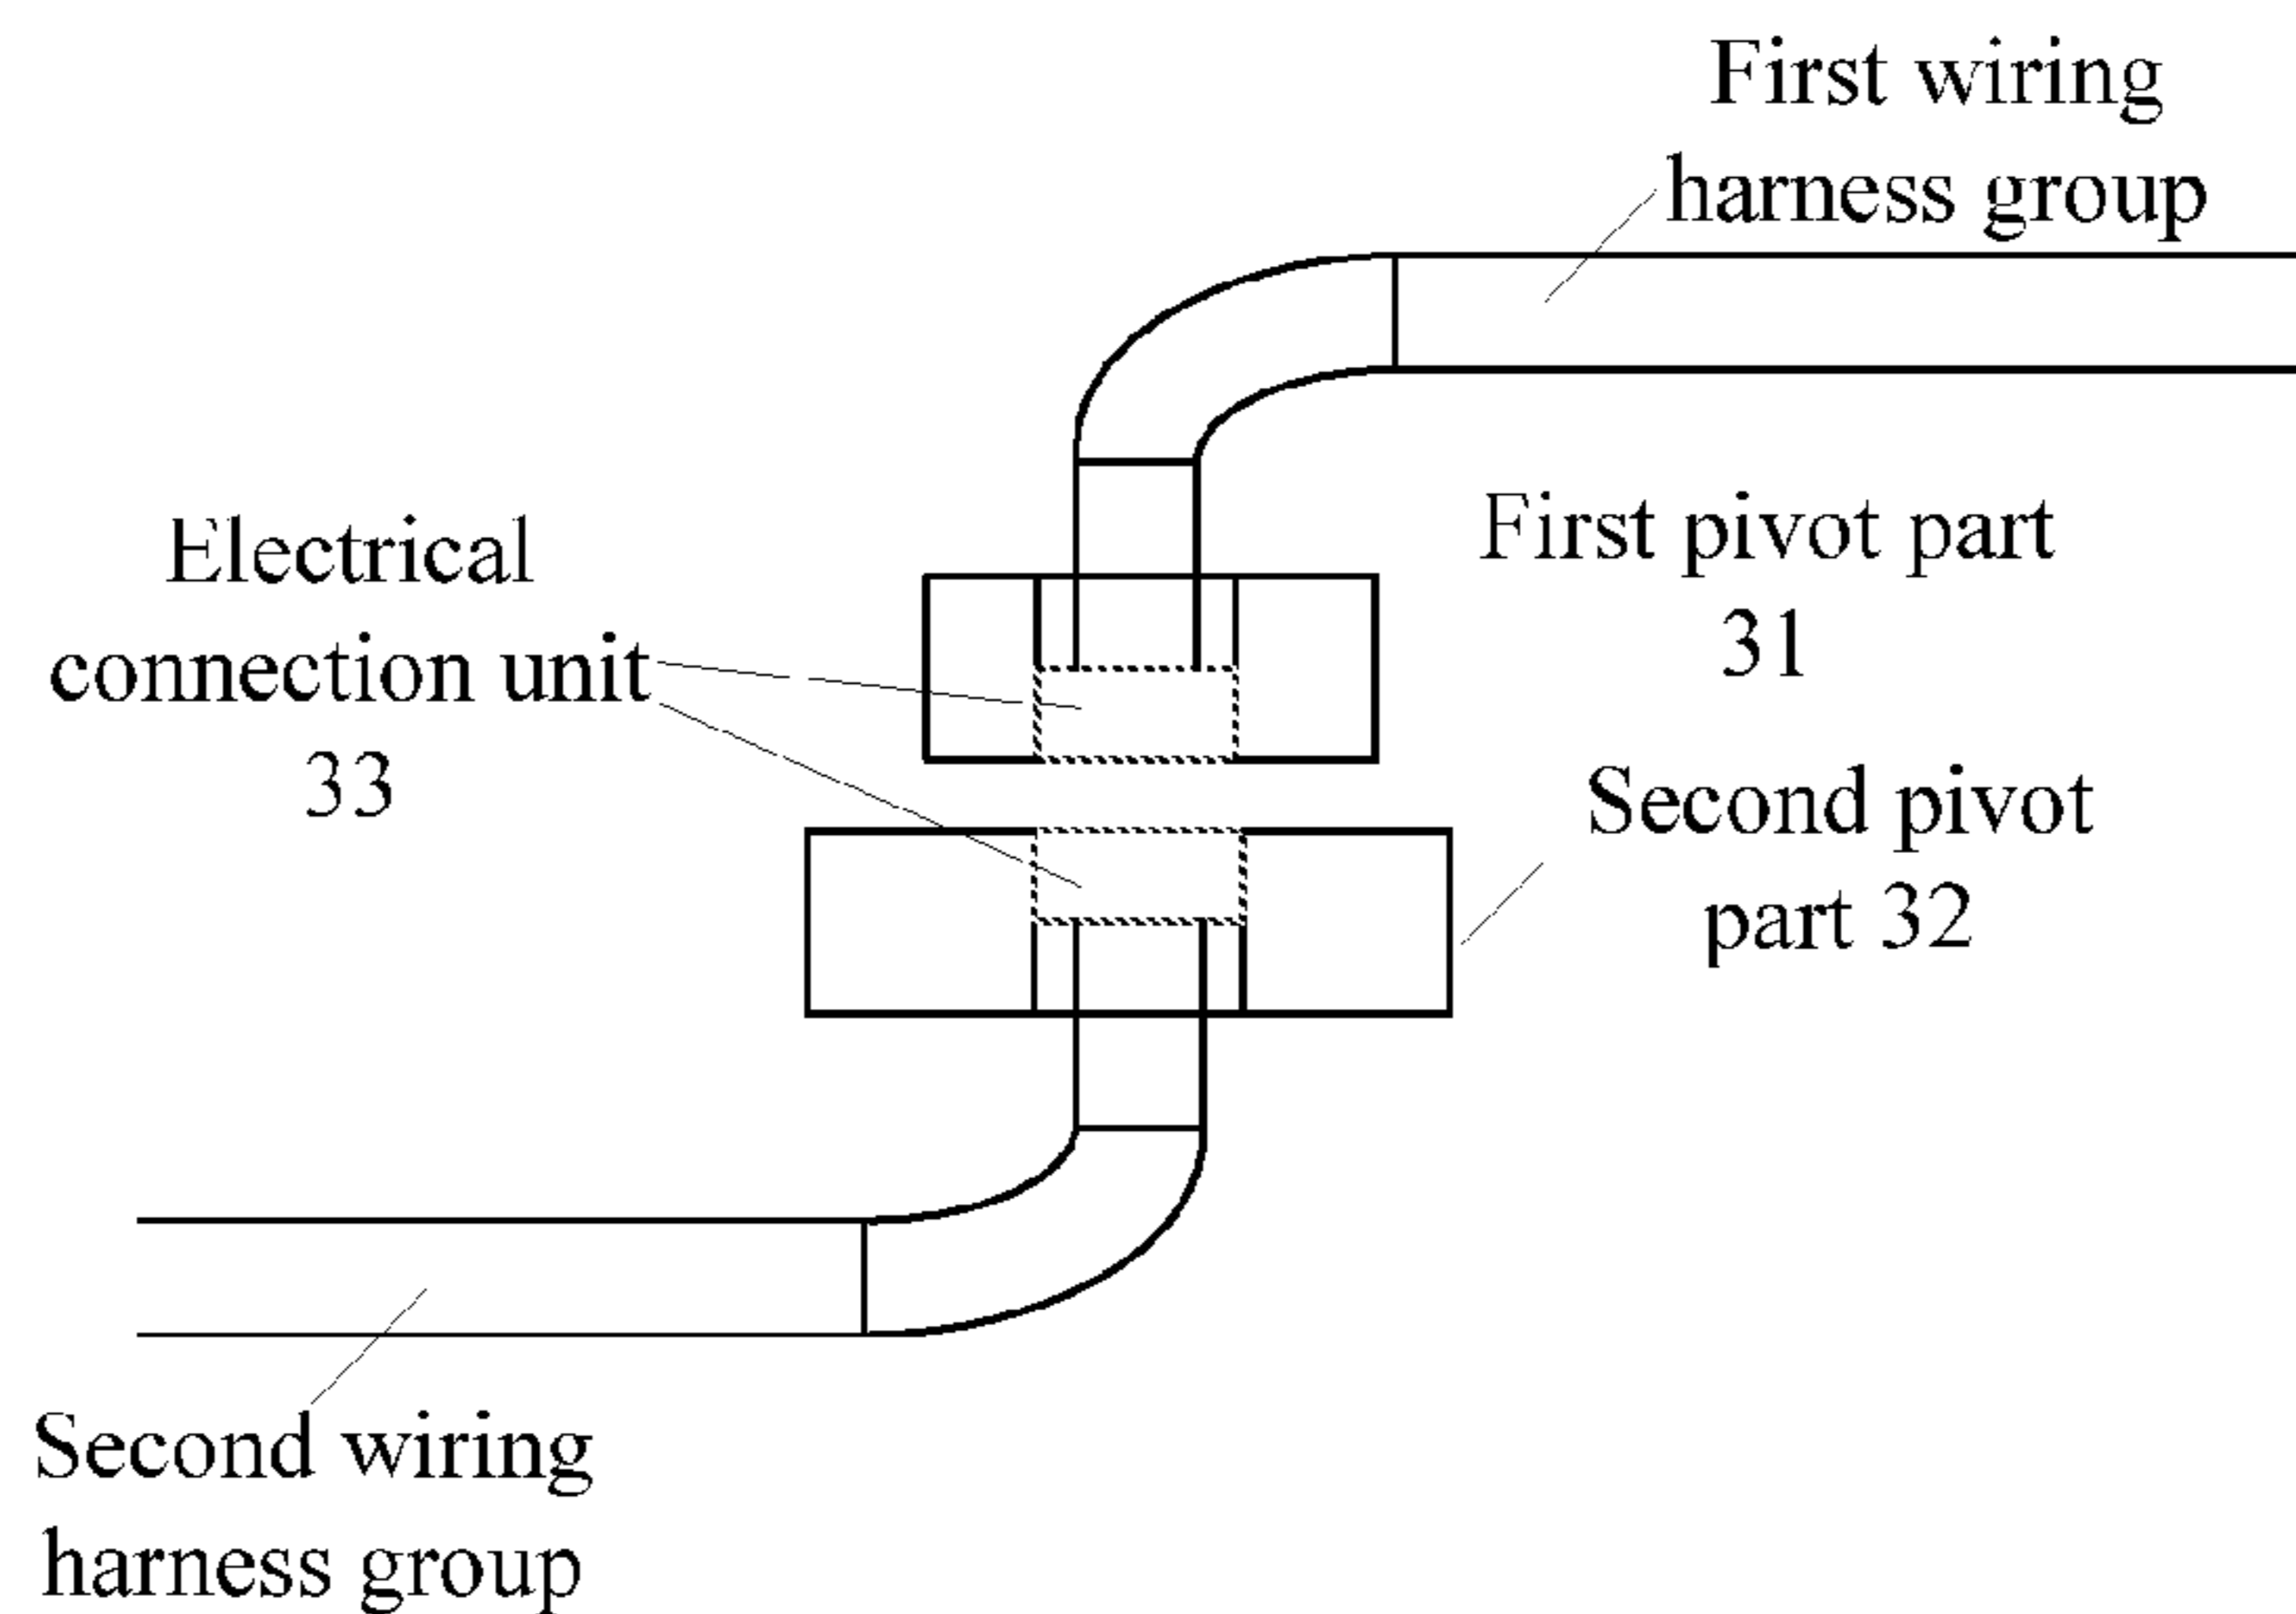 First wiring
harness group
Electrical
connection unit
33
First pivot part
31
Second pivot
part 32
Second wiring
harness group